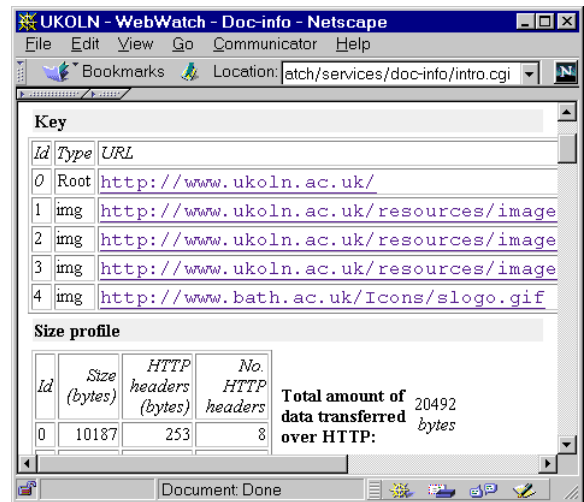 UKOLN - WebWatch - Doc-info - Netscape
File Edit View Go Communicator Help
Bookmarks Location: atch/services/doc-info/intro.cgi N
Key
Id Type URL
0 Root http://www.ukoln.ac.uk/
1 img http://www.ukoln.ac.uk/resources/image
2 img http://www.ukoln.ac.uk/resources/image
3 img http://www.ukoln.ac.uk/resources/image
4 img http://www.bath.ac.uk/Icons/slogo.gif
Size profile
Id Size (bytes) HTTP headers (bytes) No. HTTP headers
0 10187 253 8
Total amount of data transferred over HTTP: 20492 bytes
Document: Done